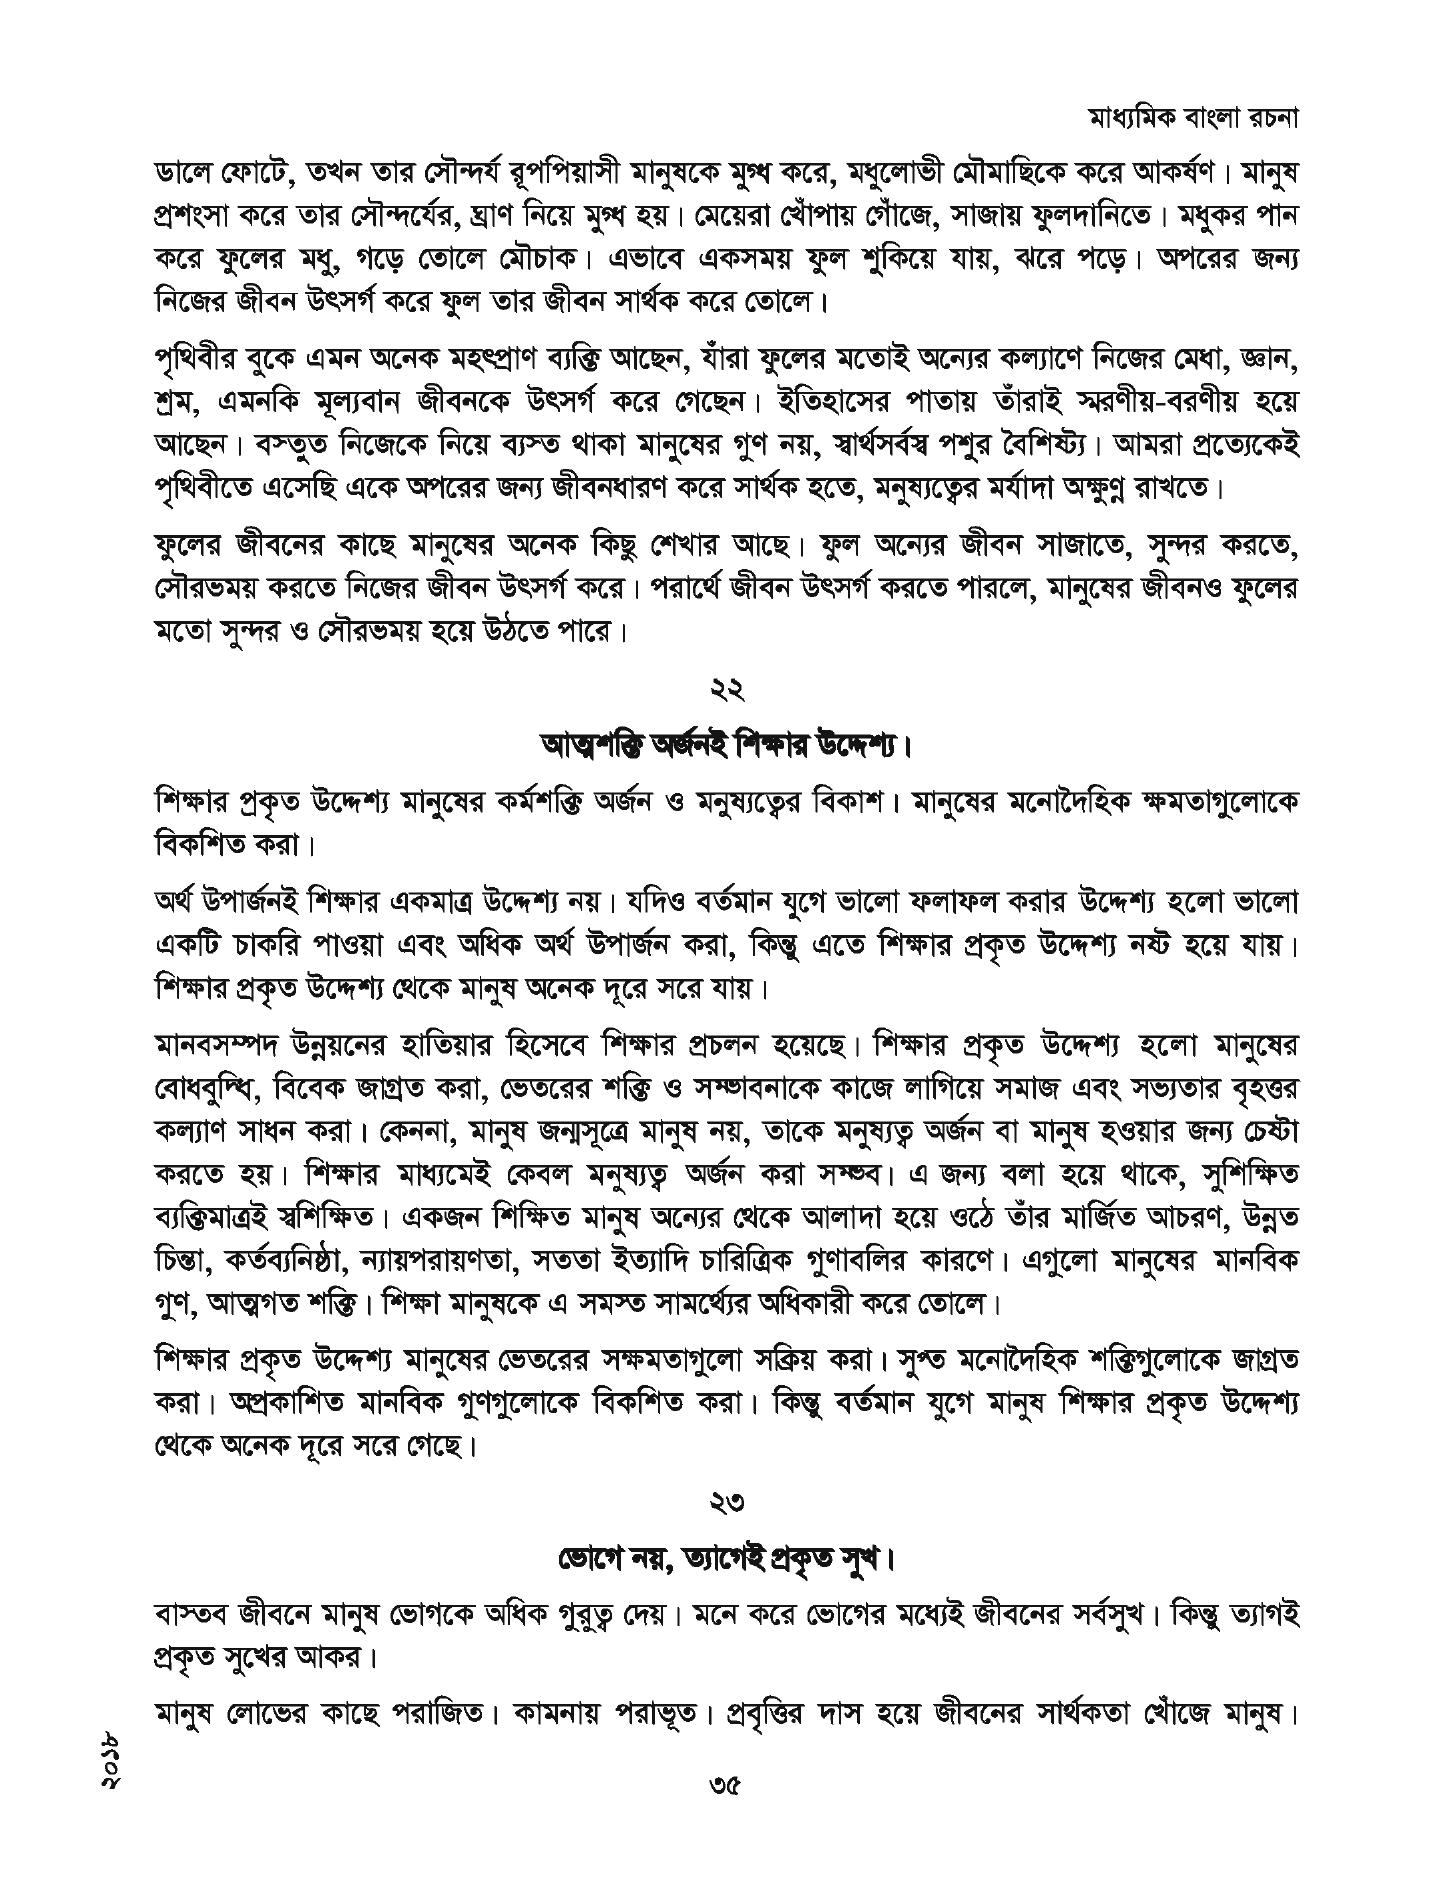 মাধ্যমিক বাংলা রচনা
ডালে ফোটে, তখন তার সৌন্দর্য রূপপিয়াসী মানুষকে মুগ্ধ করে, মধুলোভী মৌমাছিকে করে আকর্ষণ। মানুষ
প্রশংসা করে তার সৌন্দর্যের, ঘ্রাণ নিয়ে মুগ্ধ হয়। মেয়েরা খোঁপায় গোঁজে, সাজায় ফুলদানিতে। মধুকর পান
করে ফুলের মধু, গড়ে তোলে মৌচাক। এভাবে একসময় ফুল শুকিয়ে যায়, ঝরে পড়ে। অপরের জন্য
নিজের জীবন উৎসর্গ করে ফুল তার জীবন সার্থক করে তোলে।
পৃথিবীর বুকে এমন অনেক মহৎপ্রাণ ব্যক্তি আছেন, যাঁরা ফুলের মতোই অন্যের কল্যাণে নিজের মেধা, জ্ঞান,
শ্রম, এমনকি মূল্যবান জীবনকে উৎসর্গ করে গেছেন। ইতিহাসের পাতায় তাঁরাই স্মরণীয়-বরণীয় হয়ে
আছেন। বস্তুত নিজেকে নিয়ে ব্যস্ত থাকা মানুষের গুণ নয়, স্বার্থসর্বস্ব পশুর বৈশিষ্ট্য। আমরা প্রত্যেকেই
পৃথিবীতে এসেছি একে অপরের জন্য জীবনধারণ করে সার্থক হতে, মনুষ্যত্বের মর্যাদা অক্ষুণ্ন রাখতে।
ফুলের জীবনের কাছে মানুষের অনেক কিছু শেখার আছে। ফুল অন্যের জীবন সাজাতে, সুন্দর করতে,
সৌরভময় করতে নিজের জীবন উৎসর্গ করে। পরার্থে জীবন উৎসর্গ করতে পারলে, মানুষের জীবনও ফুলের
মতো সুন্দর ও সৌরভময় হয়ে উঠতে পারে।
২২
আত্মশক্তি অর্জনই শিক্ষার উদ্দেশ্য।
শিক্ষার প্রকৃত উদ্দেশ্য মানুষের কর্মশক্তি অর্জন ও মনুষ্যত্বের বিকাশ। মানুষের মনোদৈহিক ক্ষমতাগুলোকে
বিকশিত করা।
অর্থ উপার্জনই শিক্ষার একমাত্র উদ্দেশ্য নয়। যদিও বর্তমান যুগে ভালো ফলাফল করার উদ্দেশ্য হলো ভালো
একটি চাকরি পাওয়া এবং অধিক অর্থ উপার্জন করা, কিন্তু এতে শিক্ষার প্রকৃত উদ্দেশ্য নষ্ট হয়ে যায়।
শিক্ষার প্রকৃত উদ্দেশ্য থেকে মানুষ অনেক দূরে সরে যায়।
মানবসম্পদ উন্নয়নের হাতিয়ার হিসেবে শিক্ষার প্রচলন হয়েছে। শিক্ষার প্রকৃত উদ্দেশ্য হলো মানুষের
বোধবুদ্ধি, বিবেক জাগ্রত করা, ভেতরের শক্তি ও সম্ভাবনাকে কাজে লাগিয়ে সমাজ এবং সভ্যতার বৃহত্তর
কল্যাণ সাধন করা। কেননা, মানুষ জন্মসূত্রে মানুষ নয়, তাকে মনুষ্যত্ব অর্জন বা মানুষ হওয়ার জন্য চেষ্টা
করতে হয়। শিক্ষার মাধ্যমেই কেবল মনুষ্যত্ব অর্জন করা সম্ভব। এ জন্য বলা হয়ে থাকে, সুশিক্ষিত
ব্যক্তিমাত্রই স্বশিক্ষিত। একজন শিক্ষিত মানুষ অন্যের থেকে আলাদা হয়ে ওঠে তাঁর মার্জিত আচরণ, উন্নত
চিন্তা, কর্তব্যনিষ্ঠা, ন্যায়পরায়ণতা, সততা ইত্যাদি চারিত্রিক গুণাবলির কারণে। এগুলো মানুষের মানবিক
গুণ, আত্মগত শক্তি। শিক্ষা মানুষকে এ সমস্ত সামর্থ্যের অধিকারী করে তোলে।
শিক্ষার প্রকৃত উদ্দেশ্য মানুষের ভেতরের সক্ষমতাগুলো সক্রিয় করা। সুপ্ত মনোদৈহিক শক্তিগুলোকে জাগ্রত
করা। অপ্রকাশিত মানবিক গুণগুলোকে বিকশিত করা। কিন্তু বর্তমান যুগে মানুষ শিক্ষার প্রকৃত উদ্দেশ্য
থেকে অনেক দূরে সরে গেছে।
২৩
ভোগে নয়, ত্যাগেই প্রকৃত সুখ।
বাস্তব জীবনে মানুষ ভোগকে অধিক গুরুত্ব দেয়। মনে করে ভোগের মধ্যেই জীবনের সর্বসুখ। কিন্তু ত্যাগই
প্রকৃত সুখের আকর।
মানুষ লোভের কাছে পরাজিত। কামনায় পরাভূত। প্রবৃত্তির দাস হয়ে জীবনের সার্থকতা খোঁজে মানুষ।
২০১৮
৩৫